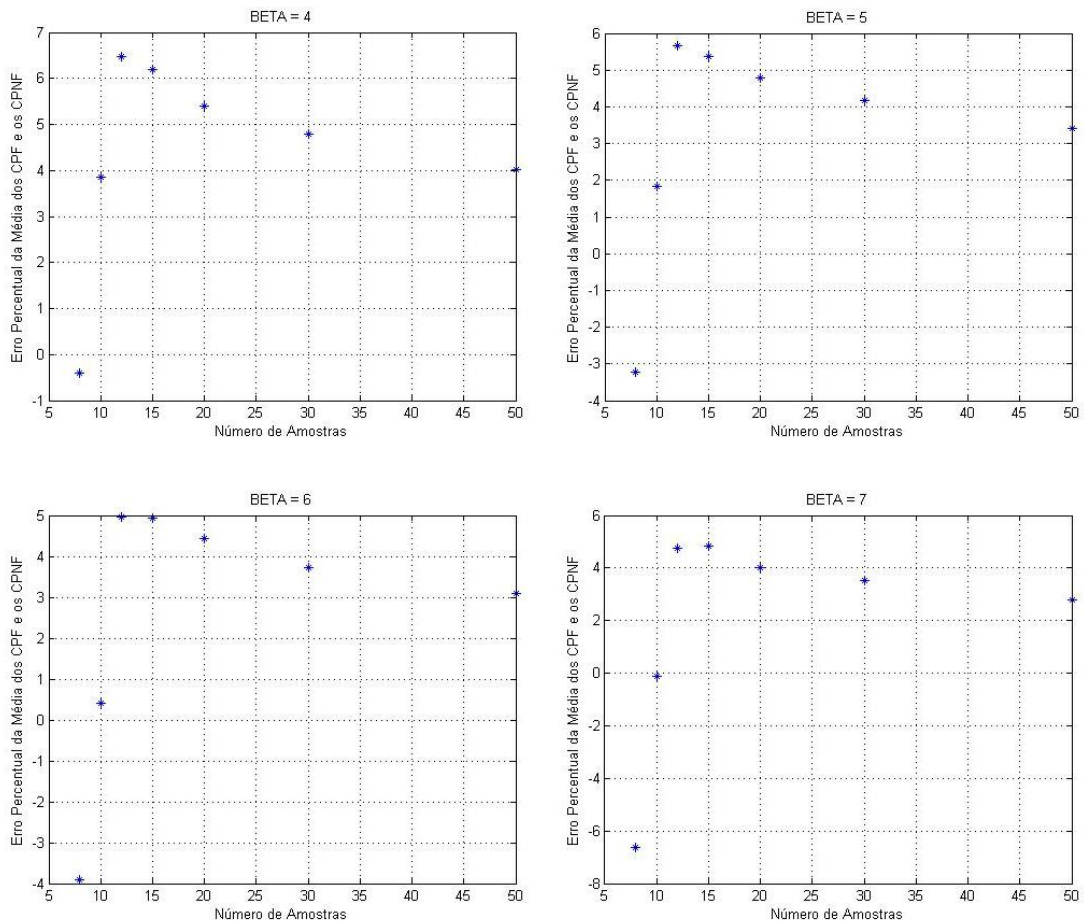 BETA = 4
Erro Percentual da Média dos CPF e os CPNF
7
6
5
4
3
2
1
0
-1
5 10 15 20 25 30 35 40 45 50
Número de Amostras
BETA = 5
Erro Percentual da Média dos CPF e os CPNF
6
5
4
3
2
1
0
-1
-2
-3
-4
5 10 15 20 25 30 35 40 45 50
Número de Amostras
BETA = 6
Erro Percentual da Média dos CPF e os CPNF
5
4
3
2
1
0
-1
-2
-3
-4
5 10 15 20 25 30 35 40 45 50
Número de Amostras
BETA = 7
Erro Percentual da Média dos CPF e os CPNF
6
4
2
0
-2
-4
-6
-8
5 10 15 20 25 30 35 40 45 50
Número de Amostras